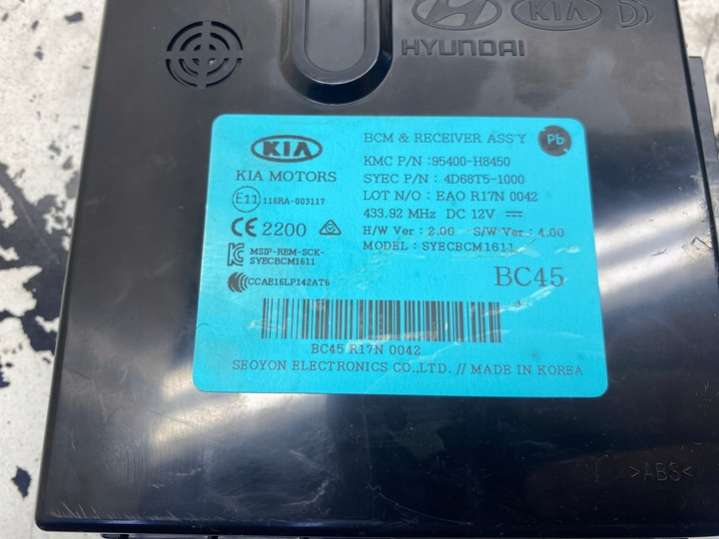 HYUNDAI
KIA
KIA
KIA MOTORS
BCM & RECEIVER ASS'Y
Pb
KMC P/N :95400-H8450
SYEC P/N : 4D68T5-1000
LOT N/O : EAO R17N 0042
433.92 MHz DC 12V
H/W Ver : 2.00 S/W Ver : 4.00
MODEL : SYECBCM1611
E11 116RA-003117
CE 2200
MSIP-REM-SCK-
SYECBCM1611
CCAE16LP142AT6
BC45
BC45 R17N 0042
SEOYON ELECTRONICS CO.,LTD. // MADE IN KOREA
>ABS<